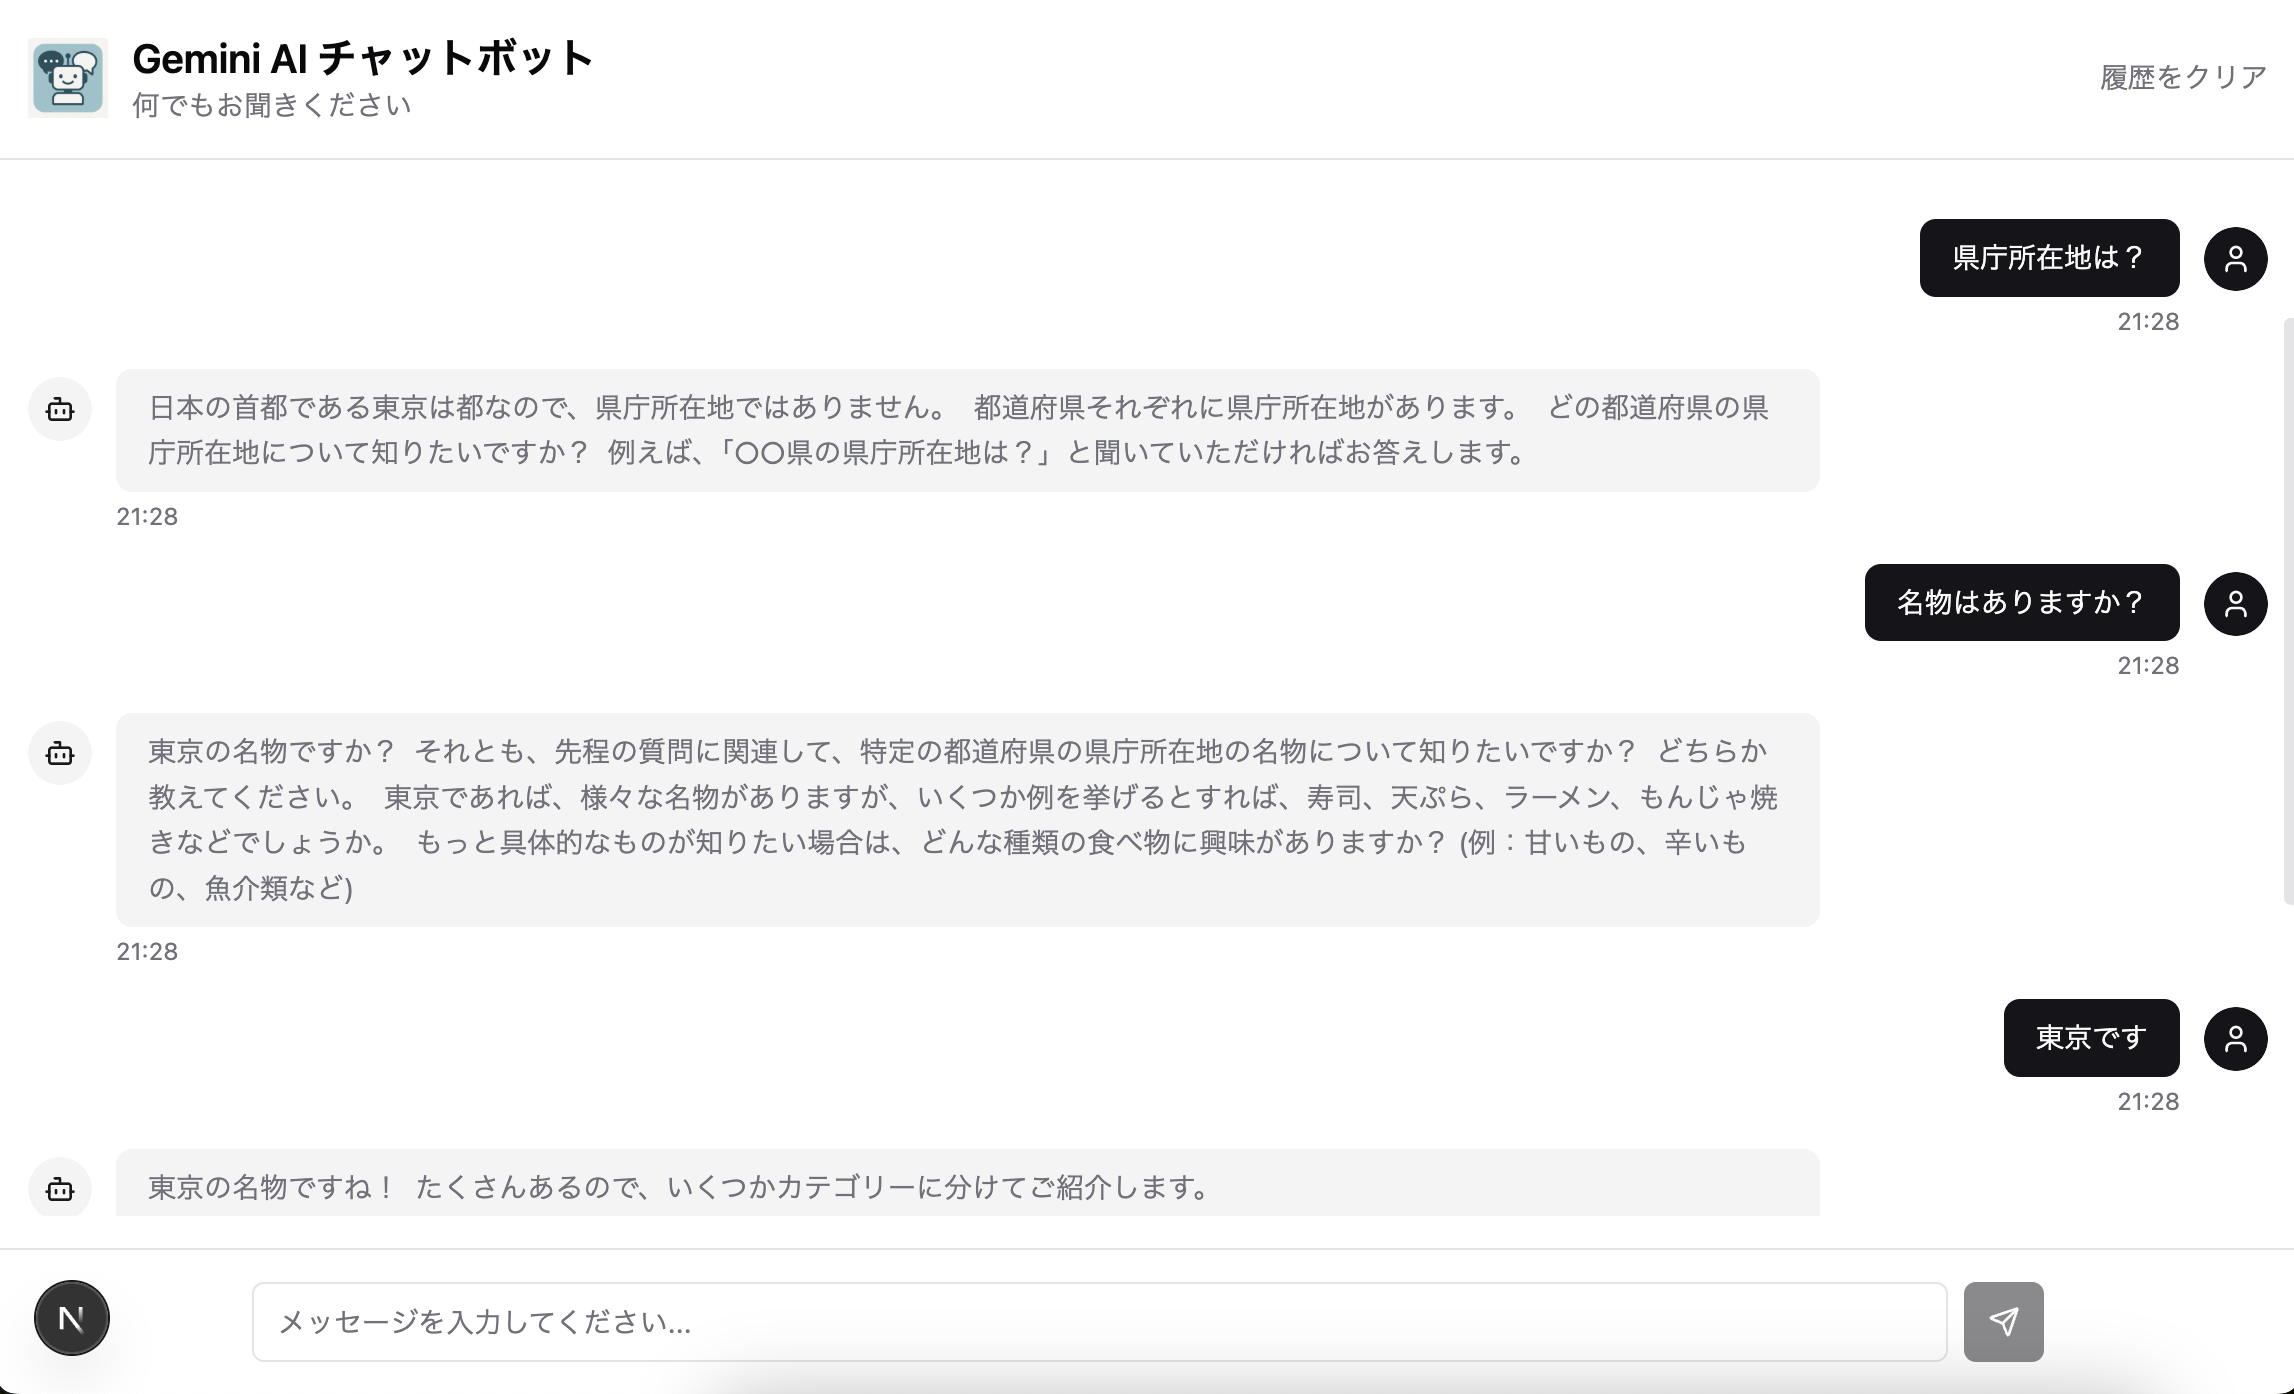 Gemini AI チャットボット
何でもお聞きください
履歴をクリア
県庁所在地は？
21:28
日本の首都である東京は都なので、県庁所在地ではありません。 都道府県それぞれに県庁所在地があります。 どの都道府県の県
庁所在地について知りたいですか？ 例えば、「〇〇県の県庁所在地は？」と聞いていただければお答えします。
21:28
名物はありますか？
21:28
東京の名物ですか？ それとも、先程の質問に関連して、特定の都道府県の県庁所在地の名物について知りたいですか？ どちらか
教えてください。 東京であれば、様々な名物がありますが、いくつか例を挙げるとすれば、寿司、天ぷら、ラーメン、もんじゃ焼
きなどでしょうか。 もっと具体的なものが知りたい場合は、どんな種類の食べ物に興味がありますか？ (例：甘いもの、辛いも
の、魚介類など)
21:28
東京です
21:28
東京の名物ですね！ たくさんあるので、いくつかカテゴリーに分けてご紹介します。
N
メッセージを入力してください...